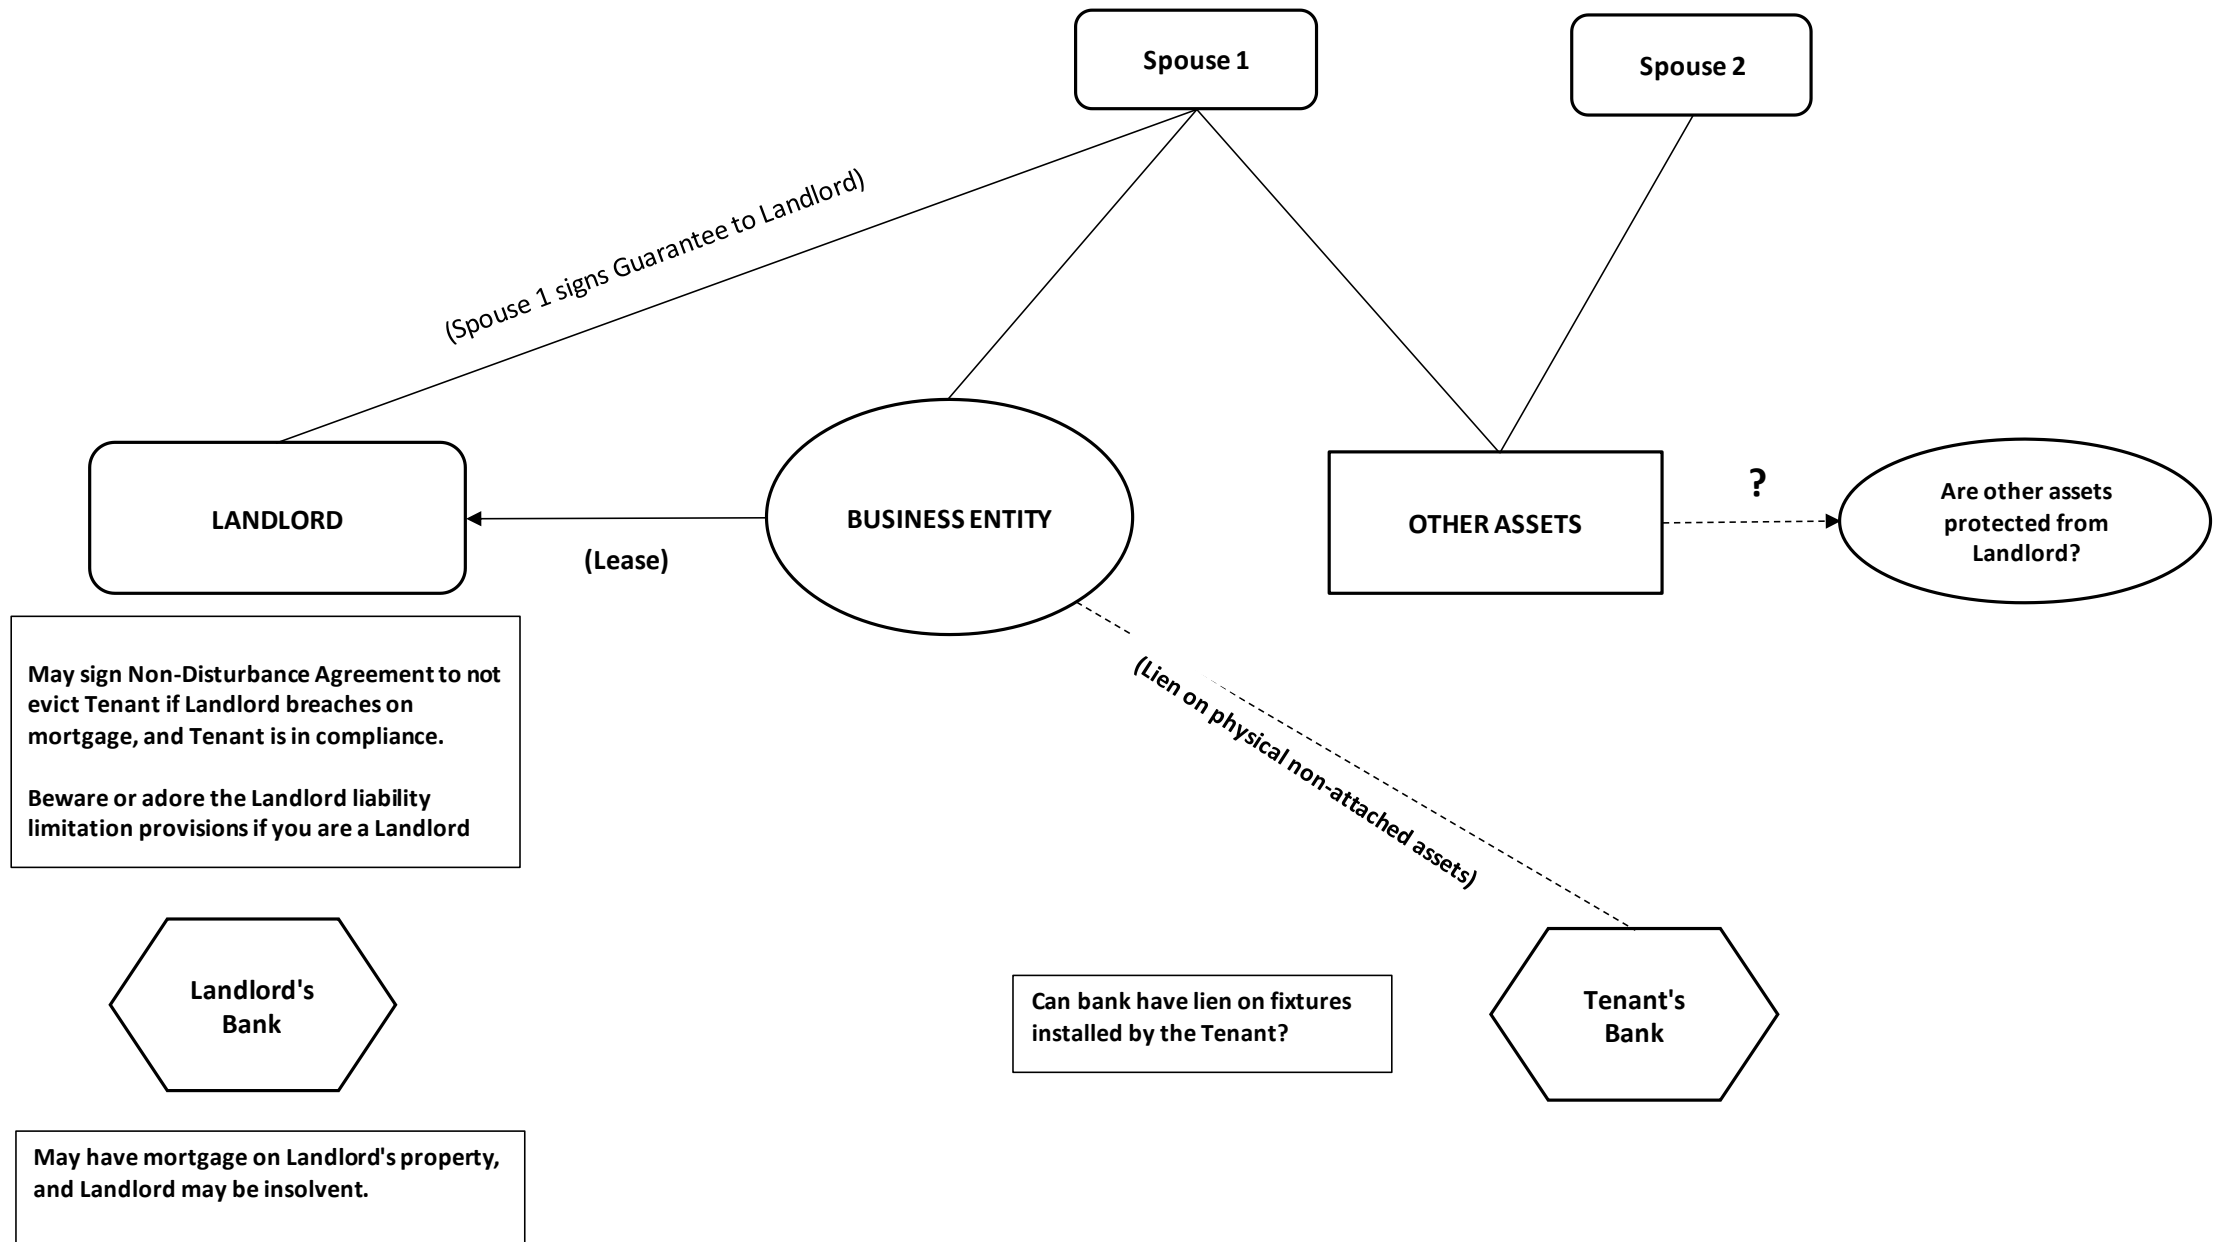 Spouse 1
Spouse 2
(Spouse 1 signs Guarantee to Landlord)
LANDLORD
(Lease)
BUSINESS ENTITY
OTHER ASSETS
?
Are other assets
protected from
Landlord?
May sign Non-Disturbance Agreement to not
evict Tenant if Landlord breaches on
mortgage, and Tenant is in compliance.
Beware or adore the Landlord liability
limitation provisions if you are a Landlord
(Lien on physical non-attached assets)
Landlord's
Bank
Can bank have lien on fixtures
installed by the Tenant?
Tenant's
Bank
May have mortgage on Landlord's property,
and Landlord may be insolvent.